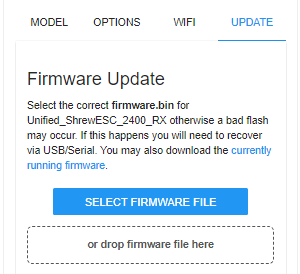 MODEL OPTIONS WIFI UPDATE
Firmware Update
Select the correct firmware.bin for
Unified_ShrewESC_2400_RX otherwise a bad flash
may occur. If this happens you will need to recover
via USB/Serial. You may also download the currently
running firmware.
SELECT FIRMWARE FILE
or drop firmware file here